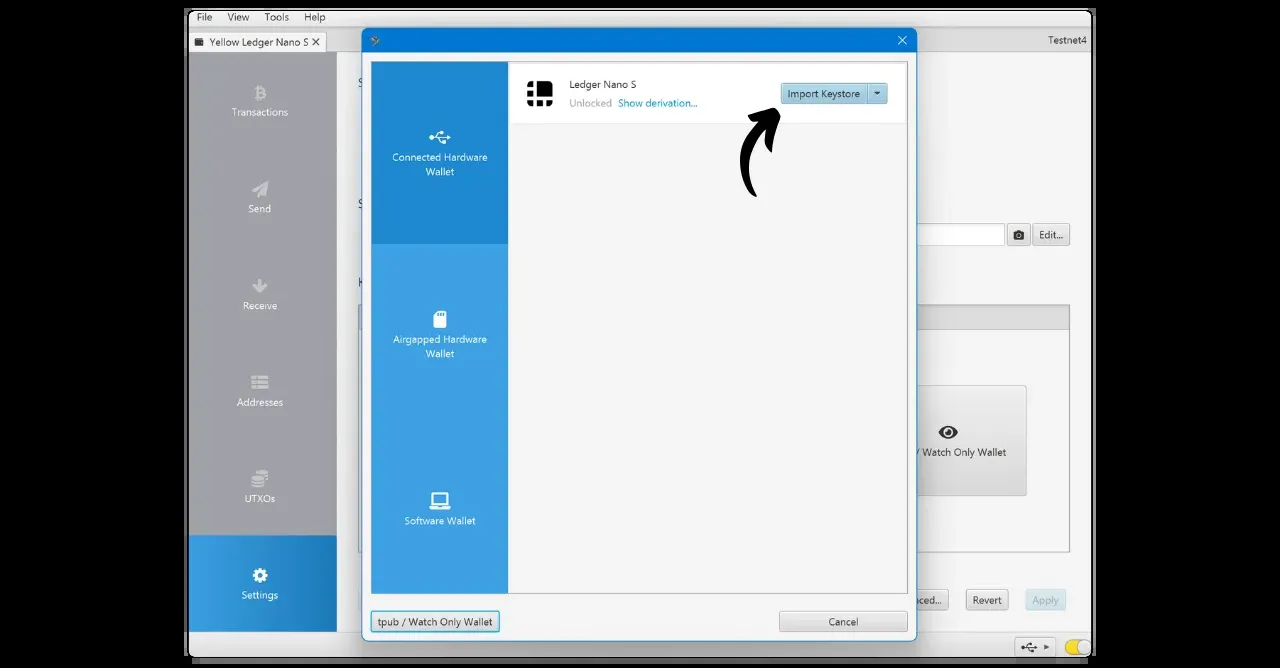 File View Tools Help
Yellow Ledger Nano S
Testnet4
Transactions
Send
Receive
Addresses
UTXOs
Settings
Connected Hardware
Wallet
Airgapped Hardware
Wallet
Software Wallet
Ledger Nano S
Unlocked Show derivation...
Import Keystore
Edit...
/ Watch Only Wallet
Revert
Apply
tpub / Watch Only Wallet
Cancel